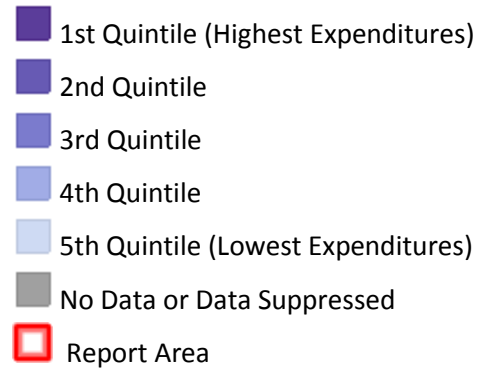 1st Quintile (Highest Expenditures)
2nd Quintile
3rd Quintile
4th Quintile
5th Quintile (Lowest Expenditures)
No Data or Data Suppressed
Report Area